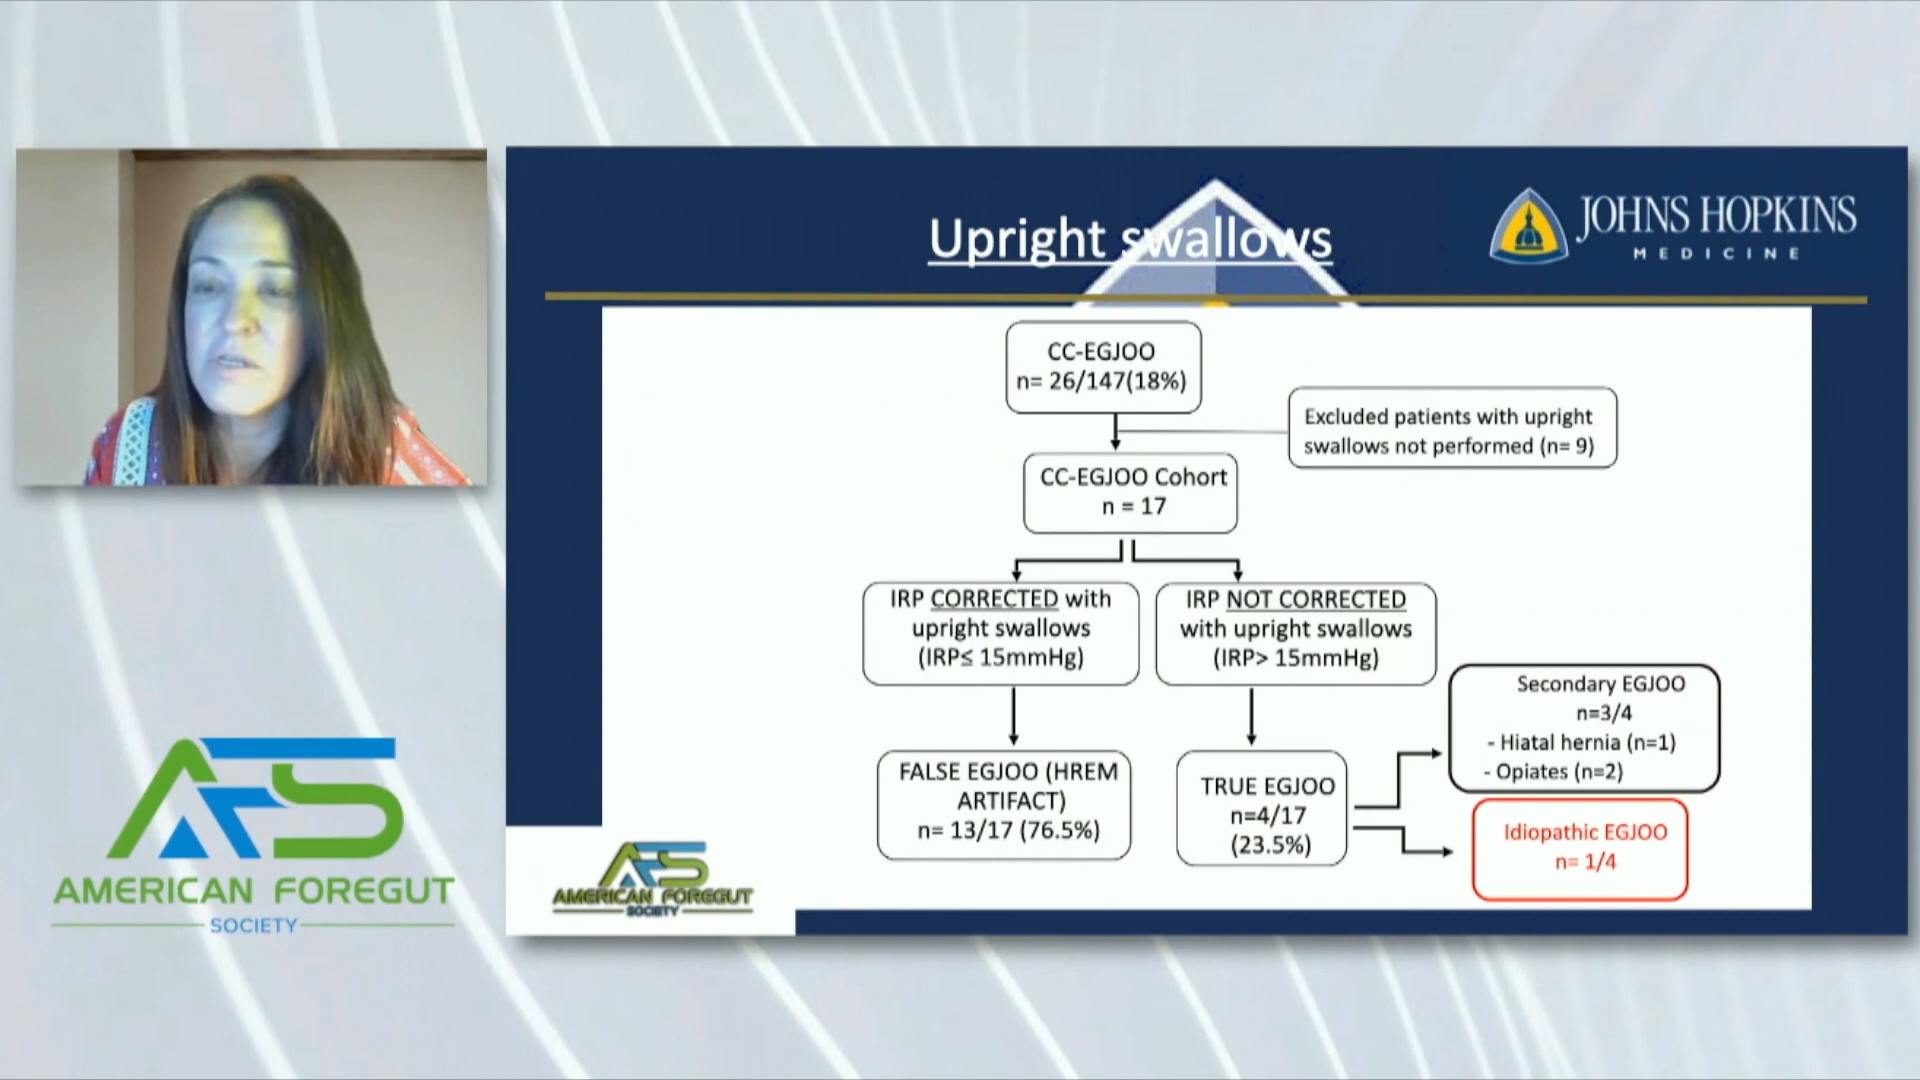 Upright swallows
JOHNS HOPKINS
MEDICINE
CC-EGJOO
n= 26/147(18%)
Excluded patients with upright
swallows not performed (n= 9)
CC-EGJOO Cohort
n = 17
IRP CORRECTED with
upright swallows
(IRP≤ 15mmHg)
IRP NOT CORRECTED
with upright swallows
(IRP> 15mmHg)
FALSE EGJOO (HREM
ARTIFACT)
n= 13/17 (76.5%)
TRUE EGJOO
n=4/17
(23.5%)
Secondary EGJOO
n=3/4
- Hiatal hernia (n=1)
- Opiates (n=2)
Idiopathic EGJOO
n= 1/4
AFS
AMERICAN FOREGUT
SOCIETY
AFS
AMERICAN FOREGUT
SOCIETY